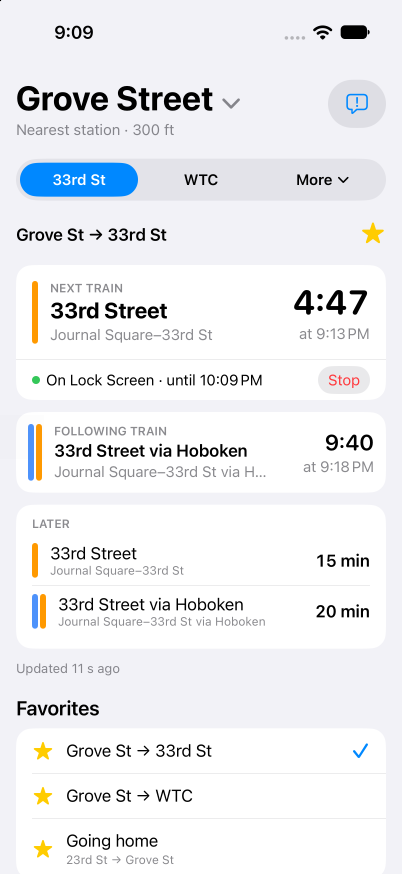 9:09
Grove Street
Nearest station · 300 ft
33rd St
WTC
More
Grove St → 33rd St
NEXT TRAIN
33rd Street
Journal Square–33rd St
4:47
at 9:13 PM
On Lock Screen · until 10:09 PM
Stop
FOLLOWING TRAIN
33rd Street via Hoboken
Journal Square–33rd St via H...
9:40
at 9:18 PM
LATER
33rd Street
Journal Square–33rd St
15 min
33rd Street via Hoboken
Journal Square–33rd St via Hoboken
20 min
Updated 11 s ago
Favorites
Grove St → 33rd St
Grove St → WTC
Going home
23rd St → Grove St